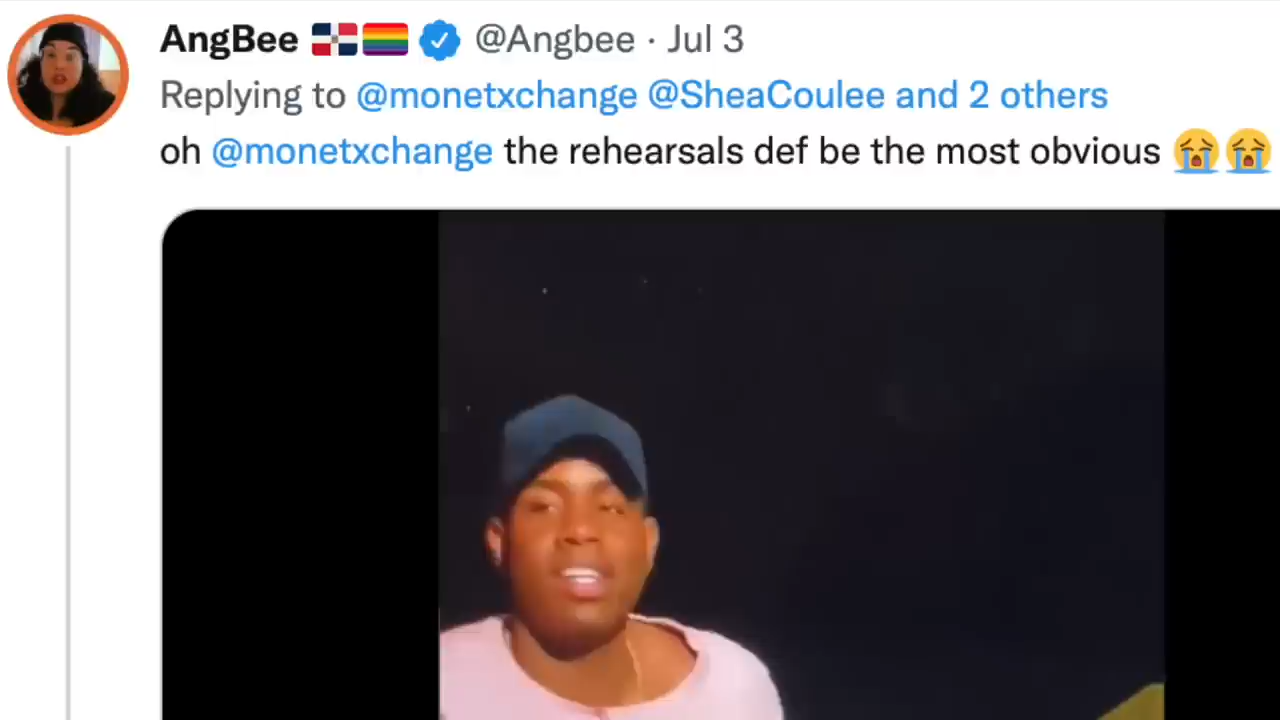 AngBee 🇩🇴🏳️‍🌈 @Angbee · Jul 3
Replying to @monetxchange @SheaCoulee and 2 others
oh @monetxchange the rehearsals def be the most obvious 😭😭